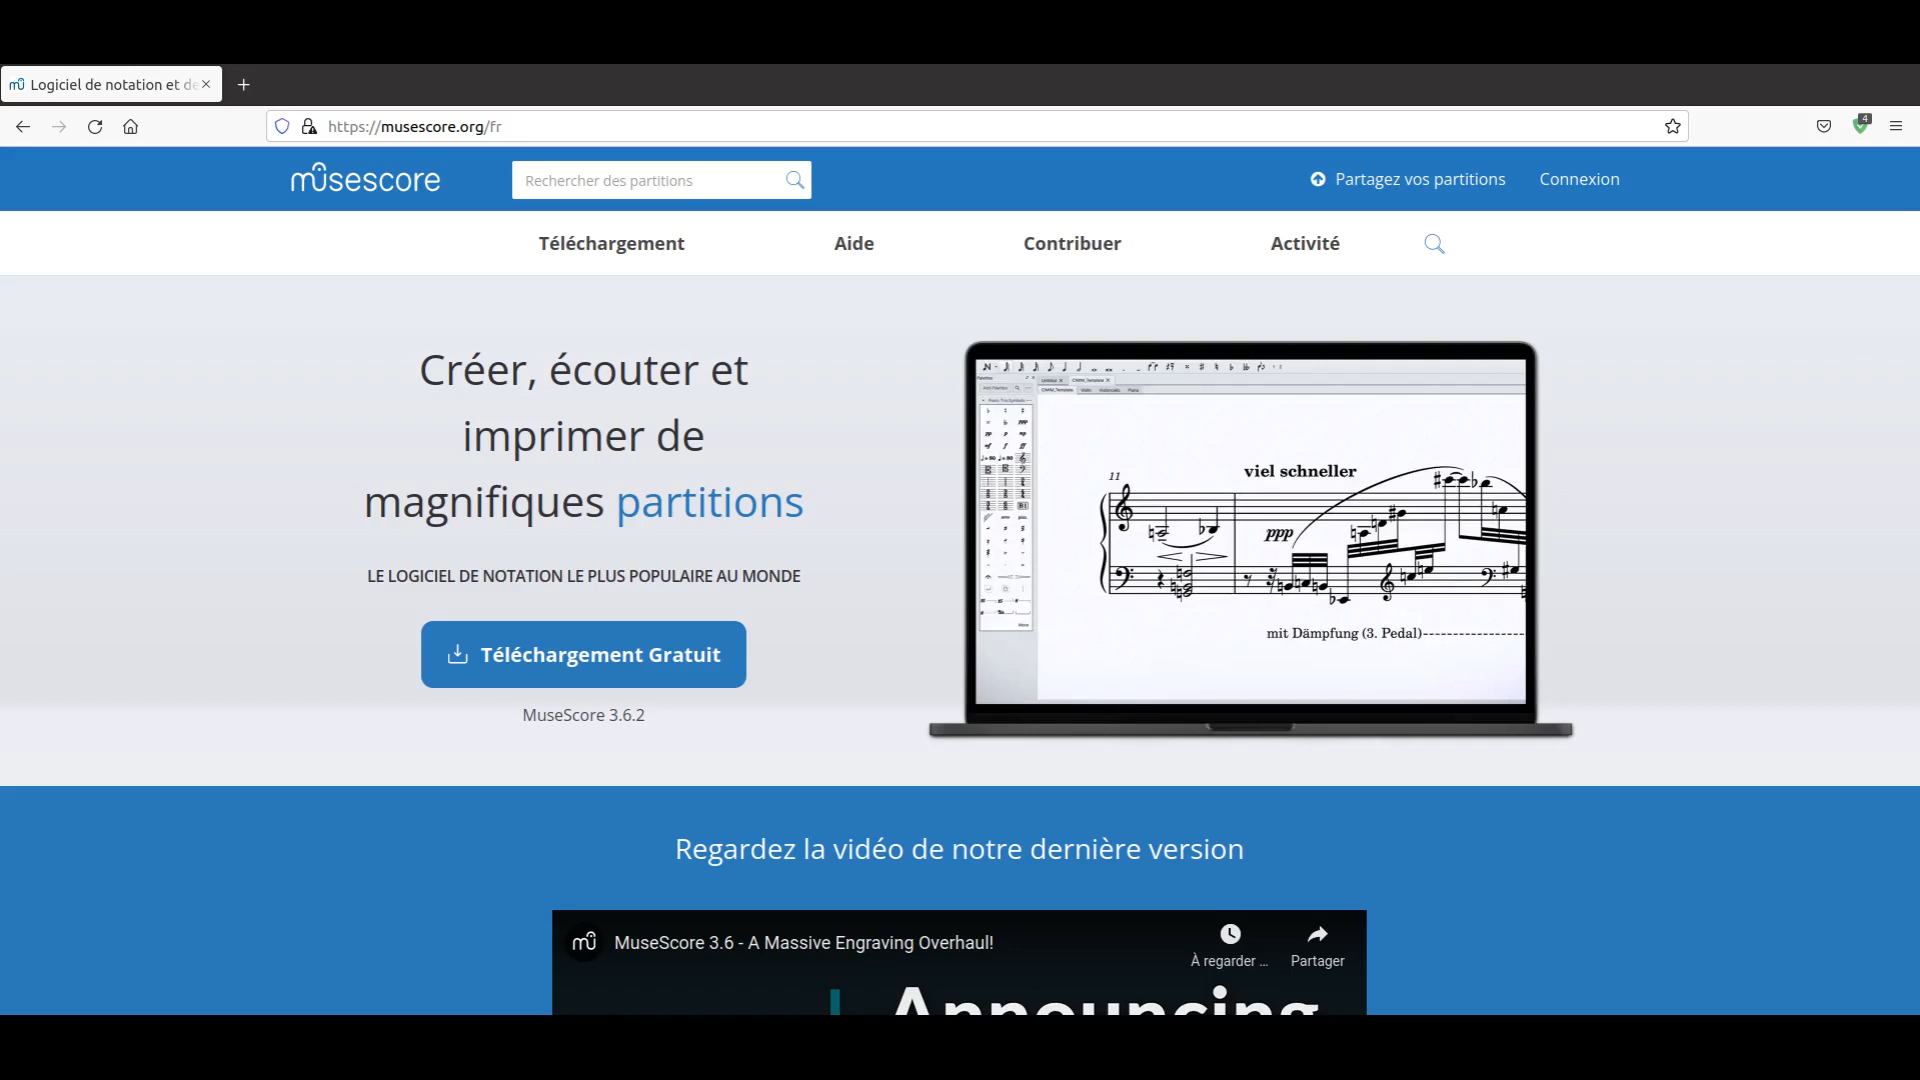 Logiciel de notation et de
https://musescore.org/fr
4
musescore
Rechercher des partitions
Partagez vos partitions
Connexion
Téléchargement
Aide
Contribuer
Activité
Créer, écouter et
imprimer de
magnifiques partitions
LE LOGICIEL DE NOTATION LE PLUS POPULAIRE AU MONDE
Téléchargement Gratuit
MuseScore 3.6.2
11
viel schneller
ppp
mit Dämpfung (3. Pedal)
Regardez la vidéo de notre dernière version
MuseScore 3.6 - A Massive Engraving Overhaul!
À regarder ...
Partager
Announcing